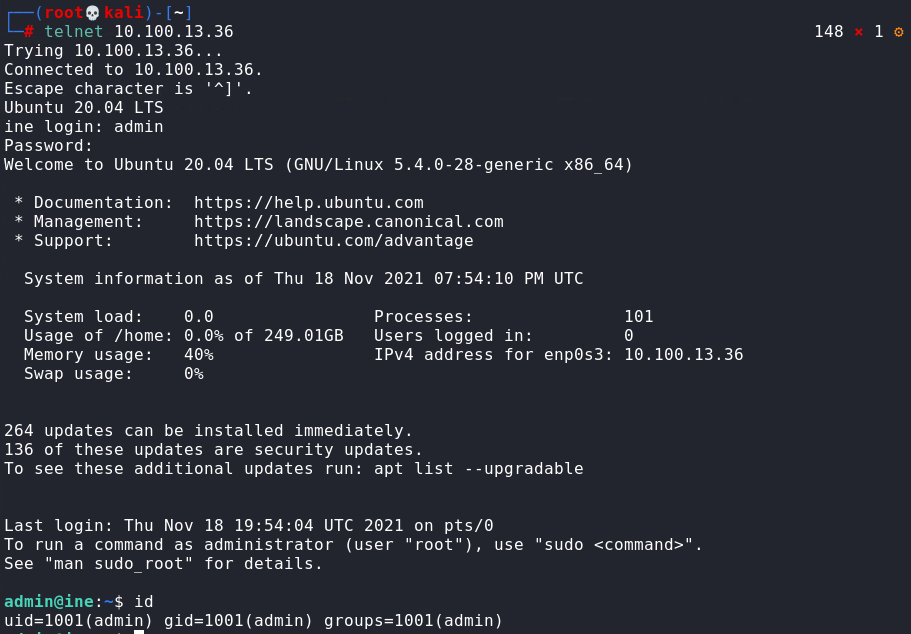 ┌──(root💀kali)-[~]
└─# telnet 10.100.13.36 148 ⨯ 1 ⚙
Trying 10.100.13.36...
Connected to 10.100.13.36.
Escape character is '^]'.
Ubuntu 20.04 LTS
ine login: admin
Password:
Welcome to Ubuntu 20.04 LTS (GNU/Linux 5.4.0-28-generic x86_64)
* Documentation: https://help.ubuntu.com
* Management: https://landscape.canonical.com
* Support: https://ubuntu.com/advantage
System information as of Thu 18 Nov 2021 07:54:10 PM UTC
System load: 0.0 Processes: 101
Usage of /home: 0.0% of 249.01GB Users logged in: 0
Memory usage: 40% IPv4 address for enp0s3: 10.100.13.36
Swap usage: 0%
264 updates can be installed immediately.
136 of these updates are security updates.
To see these additional updates run: apt list --upgradable
Last login: Thu Nov 18 19:54:04 UTC 2021 on pts/0
To run a command as administrator (user "root"), use "sudo <command>".
See "man sudo_root" for details.
admin@ine:~$ id
uid=1001(admin) gid=1001(admin) groups=1001(admin)